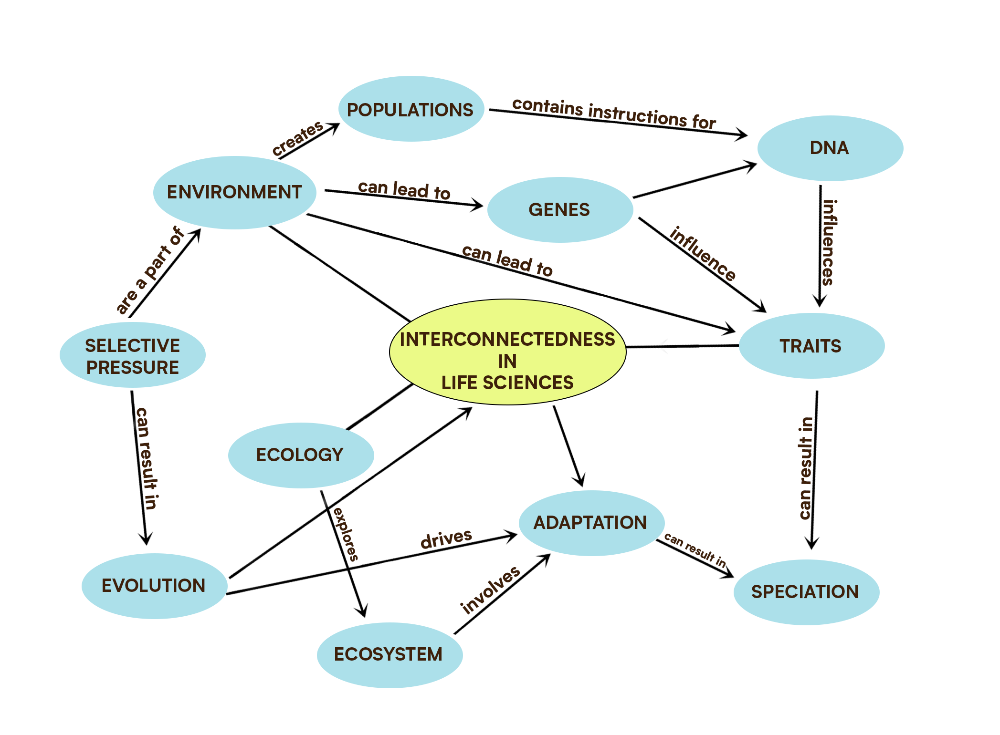 POPULATIONS
contains instructions for
DNA
creates
ENVIRONMENT
can lead to
GENES
influences
are a part of
can lead to
influence
SELECTIVE
PRESSURE
INTERCONNECTEDNESS
IN
LIFE SCIENCES
TRAITS
can result in
ECOLOGY
can result in
explores
drives
ADAPTATION
can result in
EVOLUTION
involves
SPECIATION
ECOSYSTEM